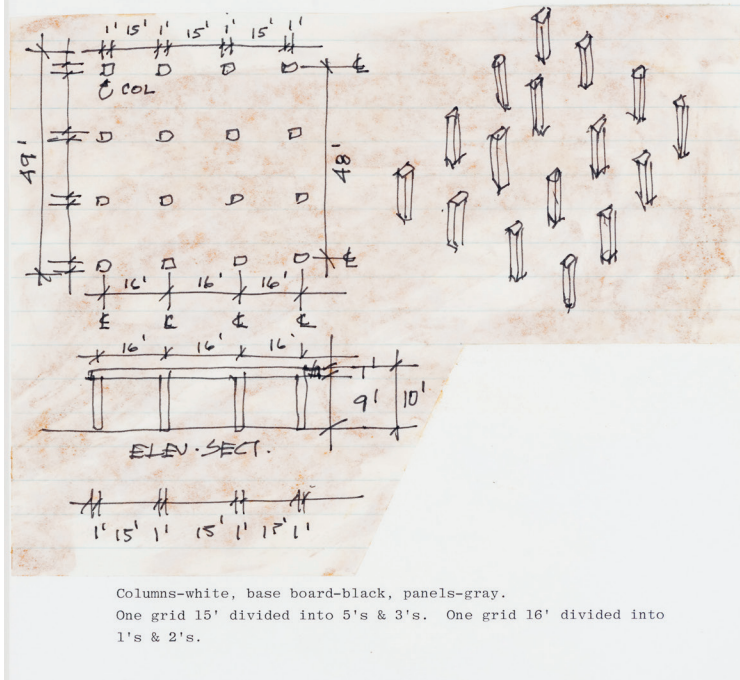 1' 15' 1' 15' 1' 15' 1'
℄
COL
49'
48'
℄
16' 16' 16'
℄ ℄ ℄ ℄
16' 16' 16'
1'
9' 10'
ELEV. SECT.
1' 15' 1' 15' 1' 15' 1'
Columns-white, base board-black, panels-gray.
One grid 15' divided into 5's & 3's. One grid 16' divided into
1's & 2's.